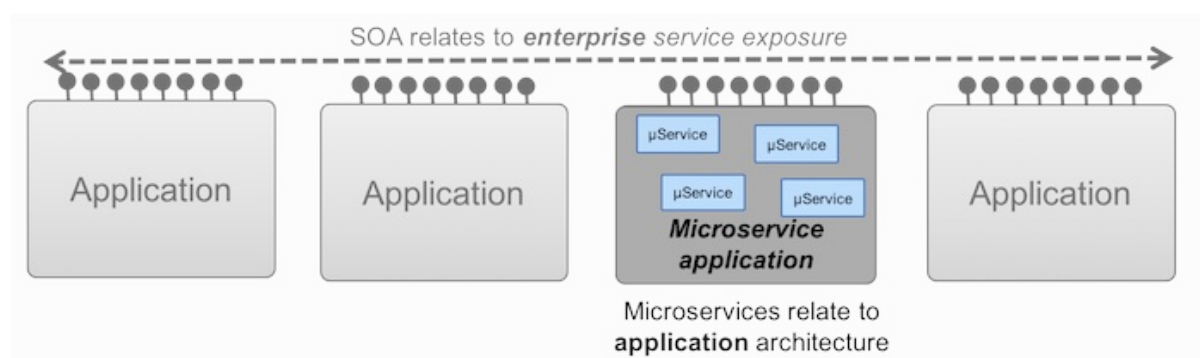 SOA relates to enterprise service exposure
Application
Application
µService
µService
µService
µService
Microservice
application
Application
Microservices relate to
application architecture